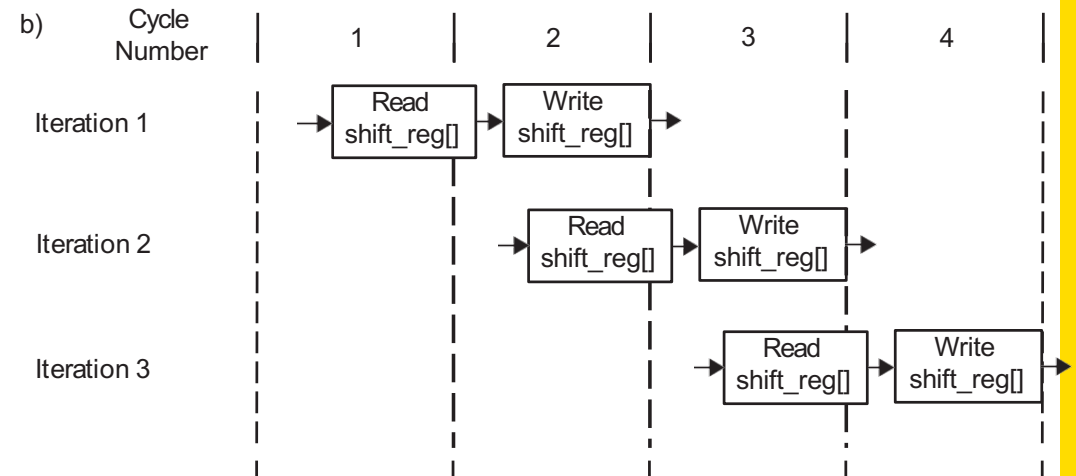 b)
Cycle
Number
1 2 3 4
Iteration 1
Read
shift_reg[]
Write
shift_reg[]
Iteration 2
Read
shift_reg[]
Write
shift_reg[]
Iteration 3
Read
shift_reg[]
Write
shift_reg[]